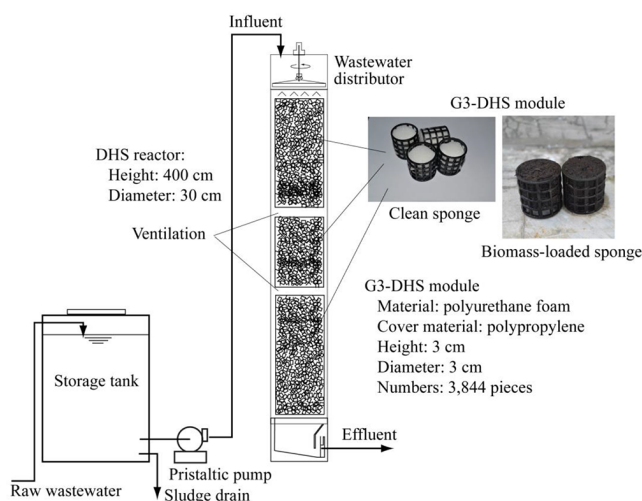 Influent
Wastewater
distributor
G3-DHS module
DHS reactor:
Height: 400 cm
Diameter: 30 cm
Clean sponge
Ventilation
Biomass-loaded sponge
G3-DHS module
Material: polyurethane foam
Cover material: polypropylene
Height: 3 cm
Diameter: 3 cm
Numbers: 3,844 pieces
Storage tank
Effluent
Pristaltic pump
Raw wastewater
Sludge drain